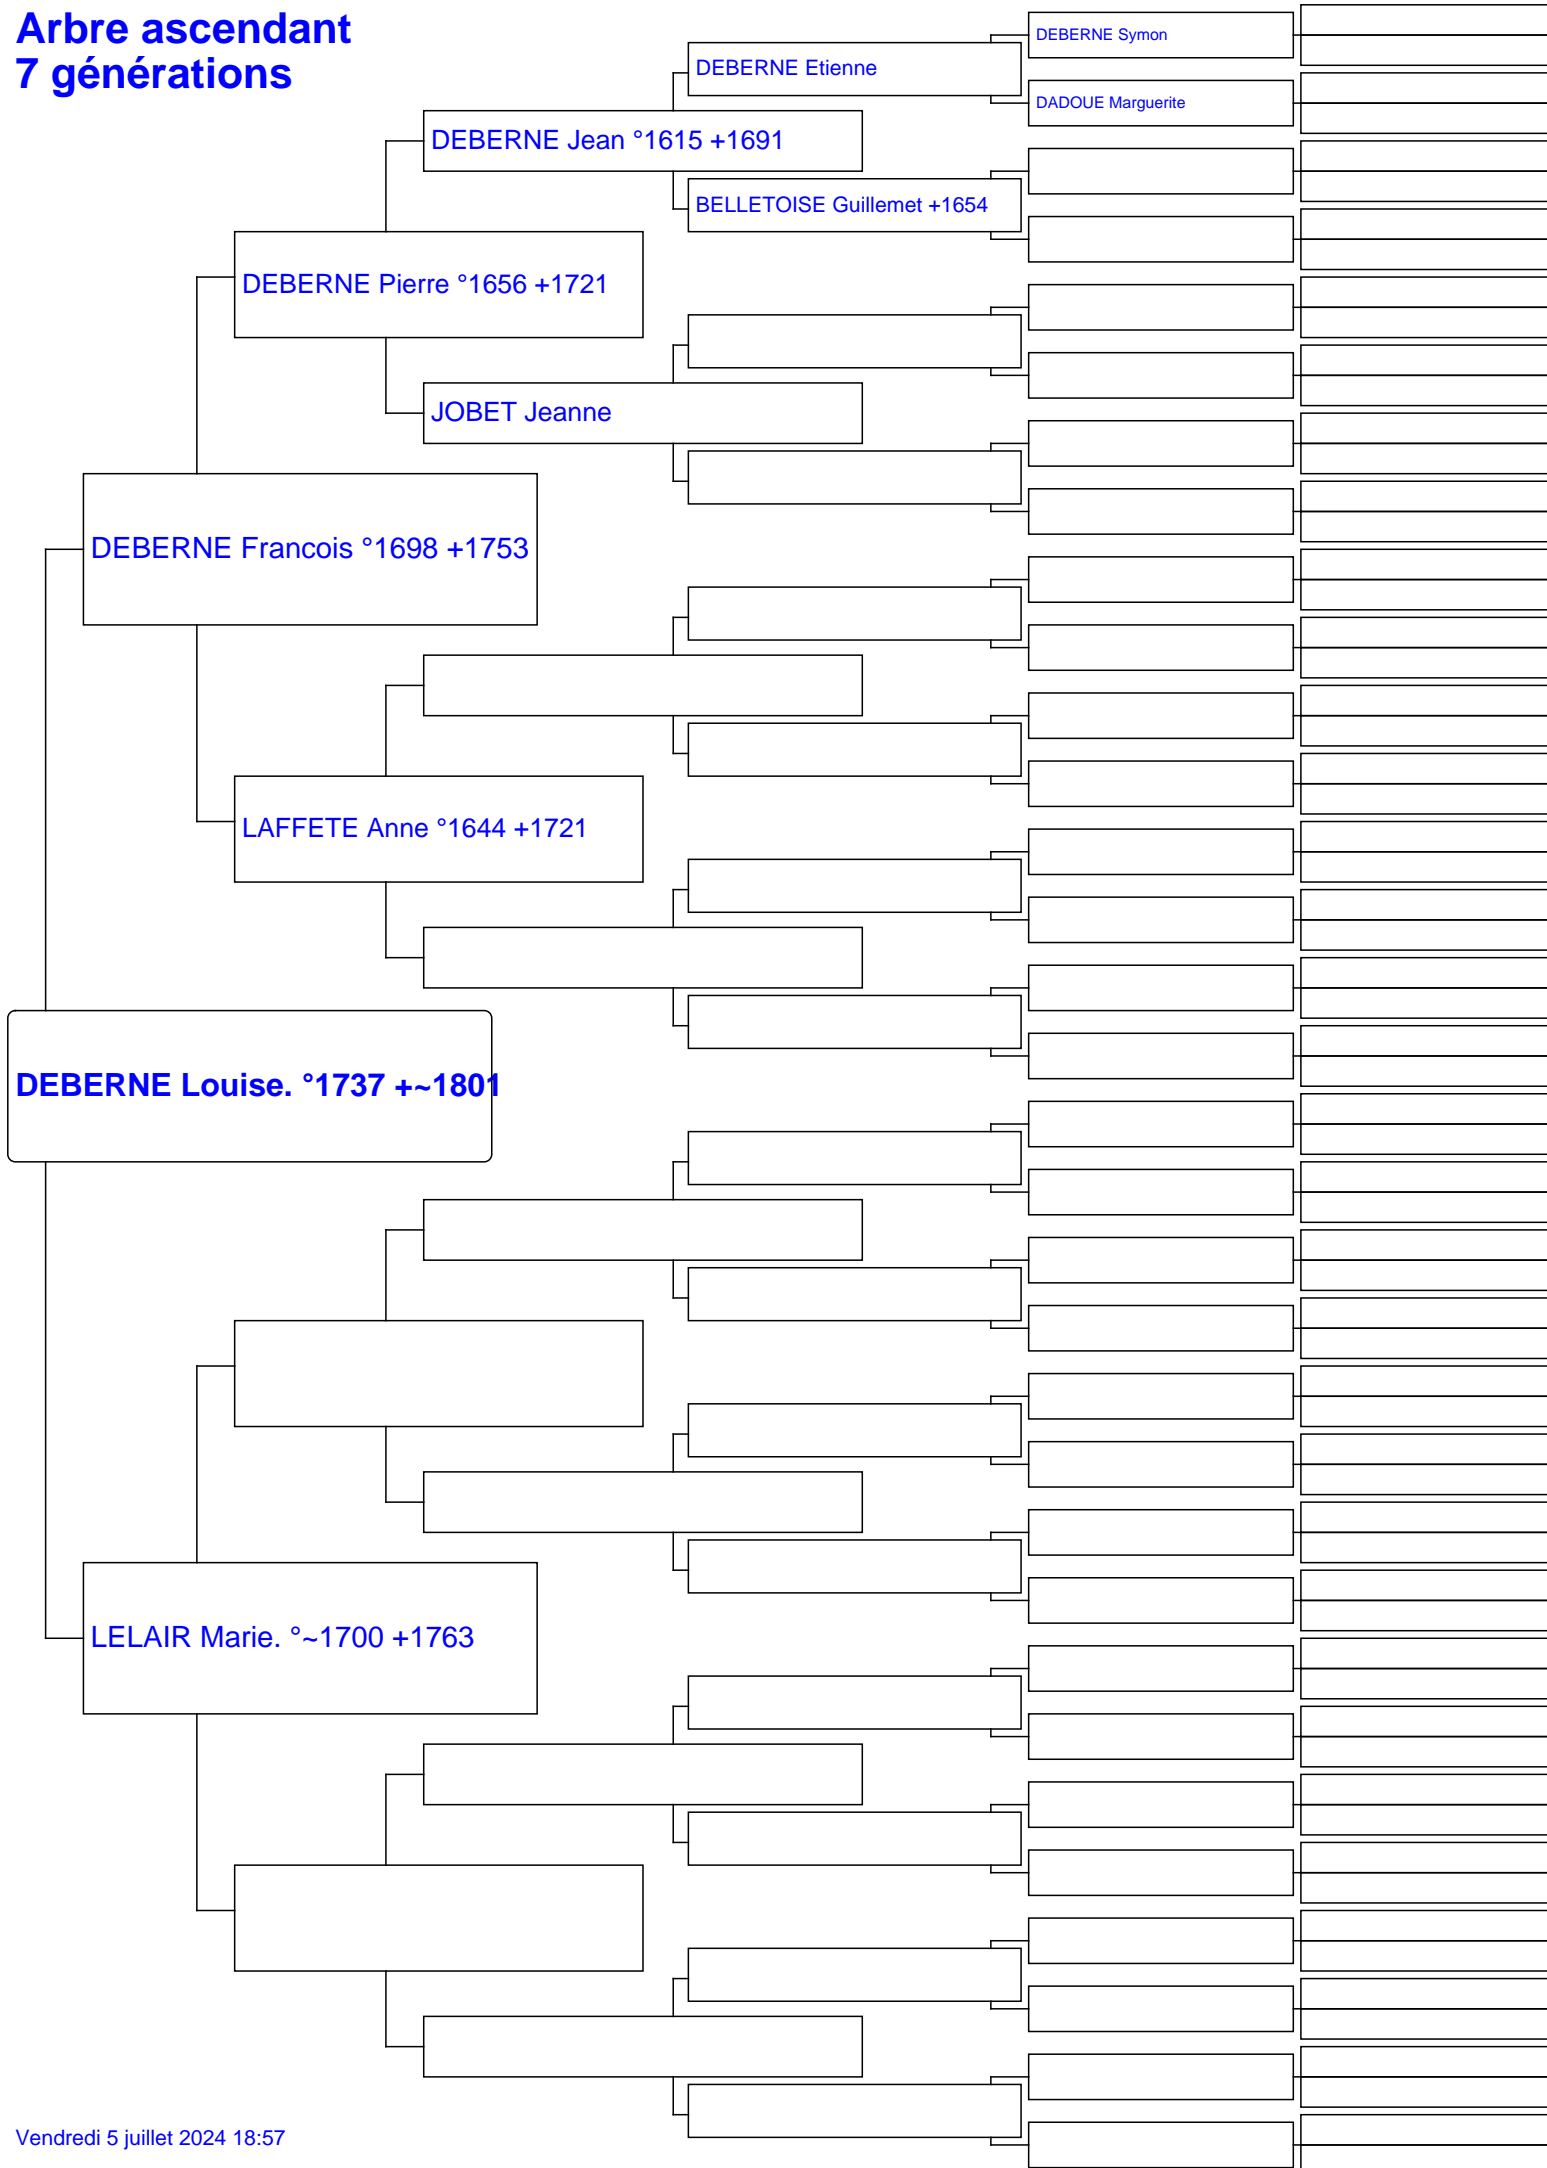 Arbre ascendant
7 générations
DEBERNE Symon
DEBERNE Etienne
DADOUE Marguerite
DEBERNE Jean °1615 +1691
BELLETOISE Guillemet +1654
DEBERNE Pierre °1656 +1721
JOBET Jeanne
DEBERNE Francois °1698 +1753
LAFFETE Anne °1644 +1721
DEBERNE Louise. °1737 +~1801
LELAIR Marie. °~1700 +1763
Vendredi 5 juillet 2024 18:57